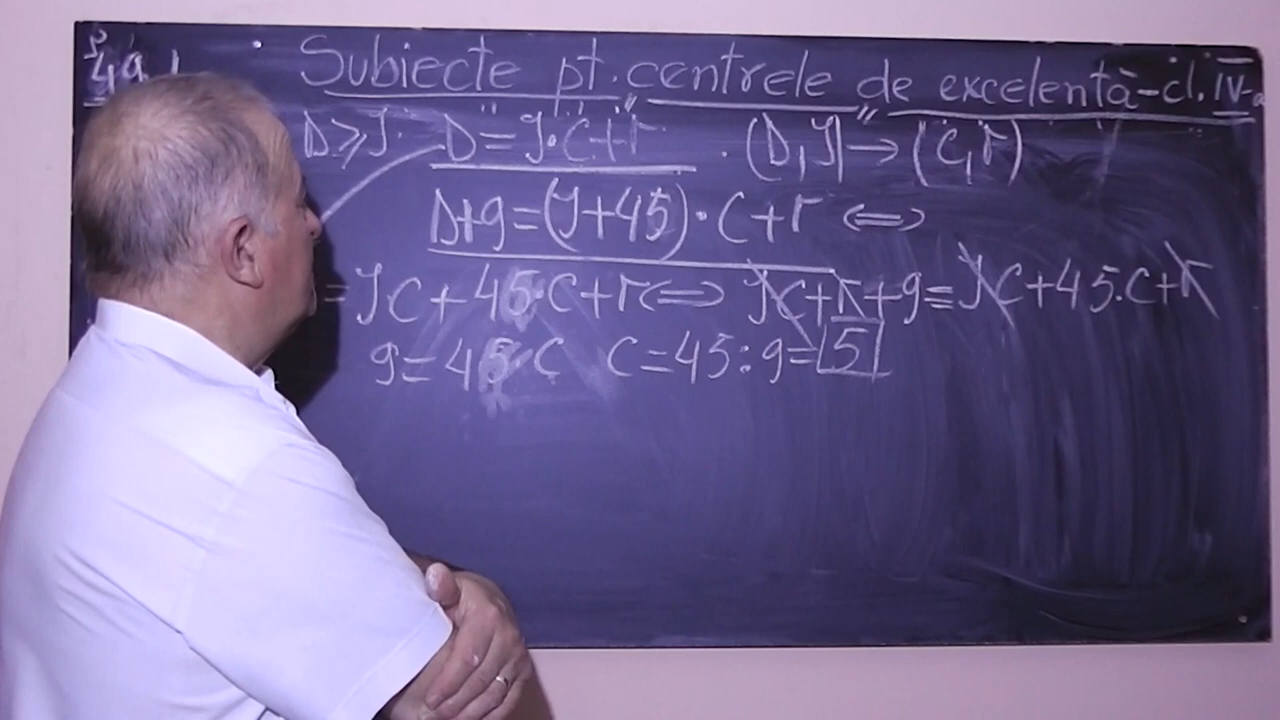 Subiecte pt. centrele de excelentă-cl. IV-a
D⩾Î D=Î·C+r · (D,Î)→(C,r)
D+9=(Î+45)·C+r ⟺
=ÎC+45·C+r⟺ ÎC+r+9=ÎC+45·C+r
9=45·C C=45:9=5